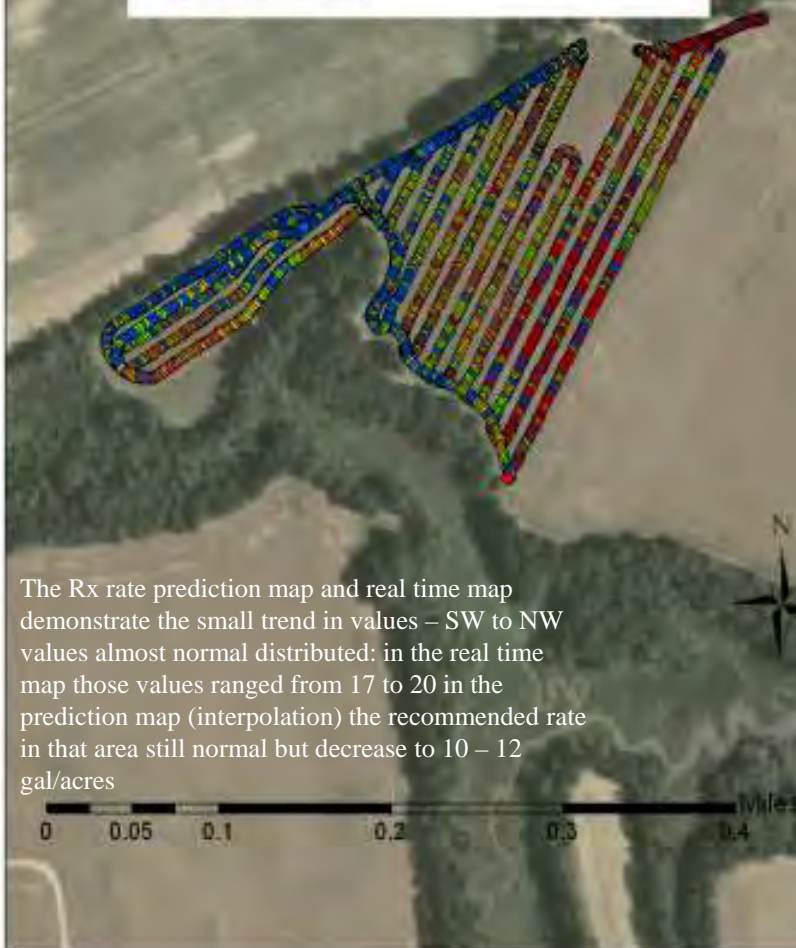 N
The Rx rate prediction map and real time map
demonstrate the small trend in values – SW to NW
values almost normal distributed: in the real time
map those values ranged from 17 to 20 in the
prediction map (interpolation) the recommended rate
in that area still normal but decrease to 10 – 12
gal/acres
Miles
0 0.05 0.1 0.2 0.3 0.4